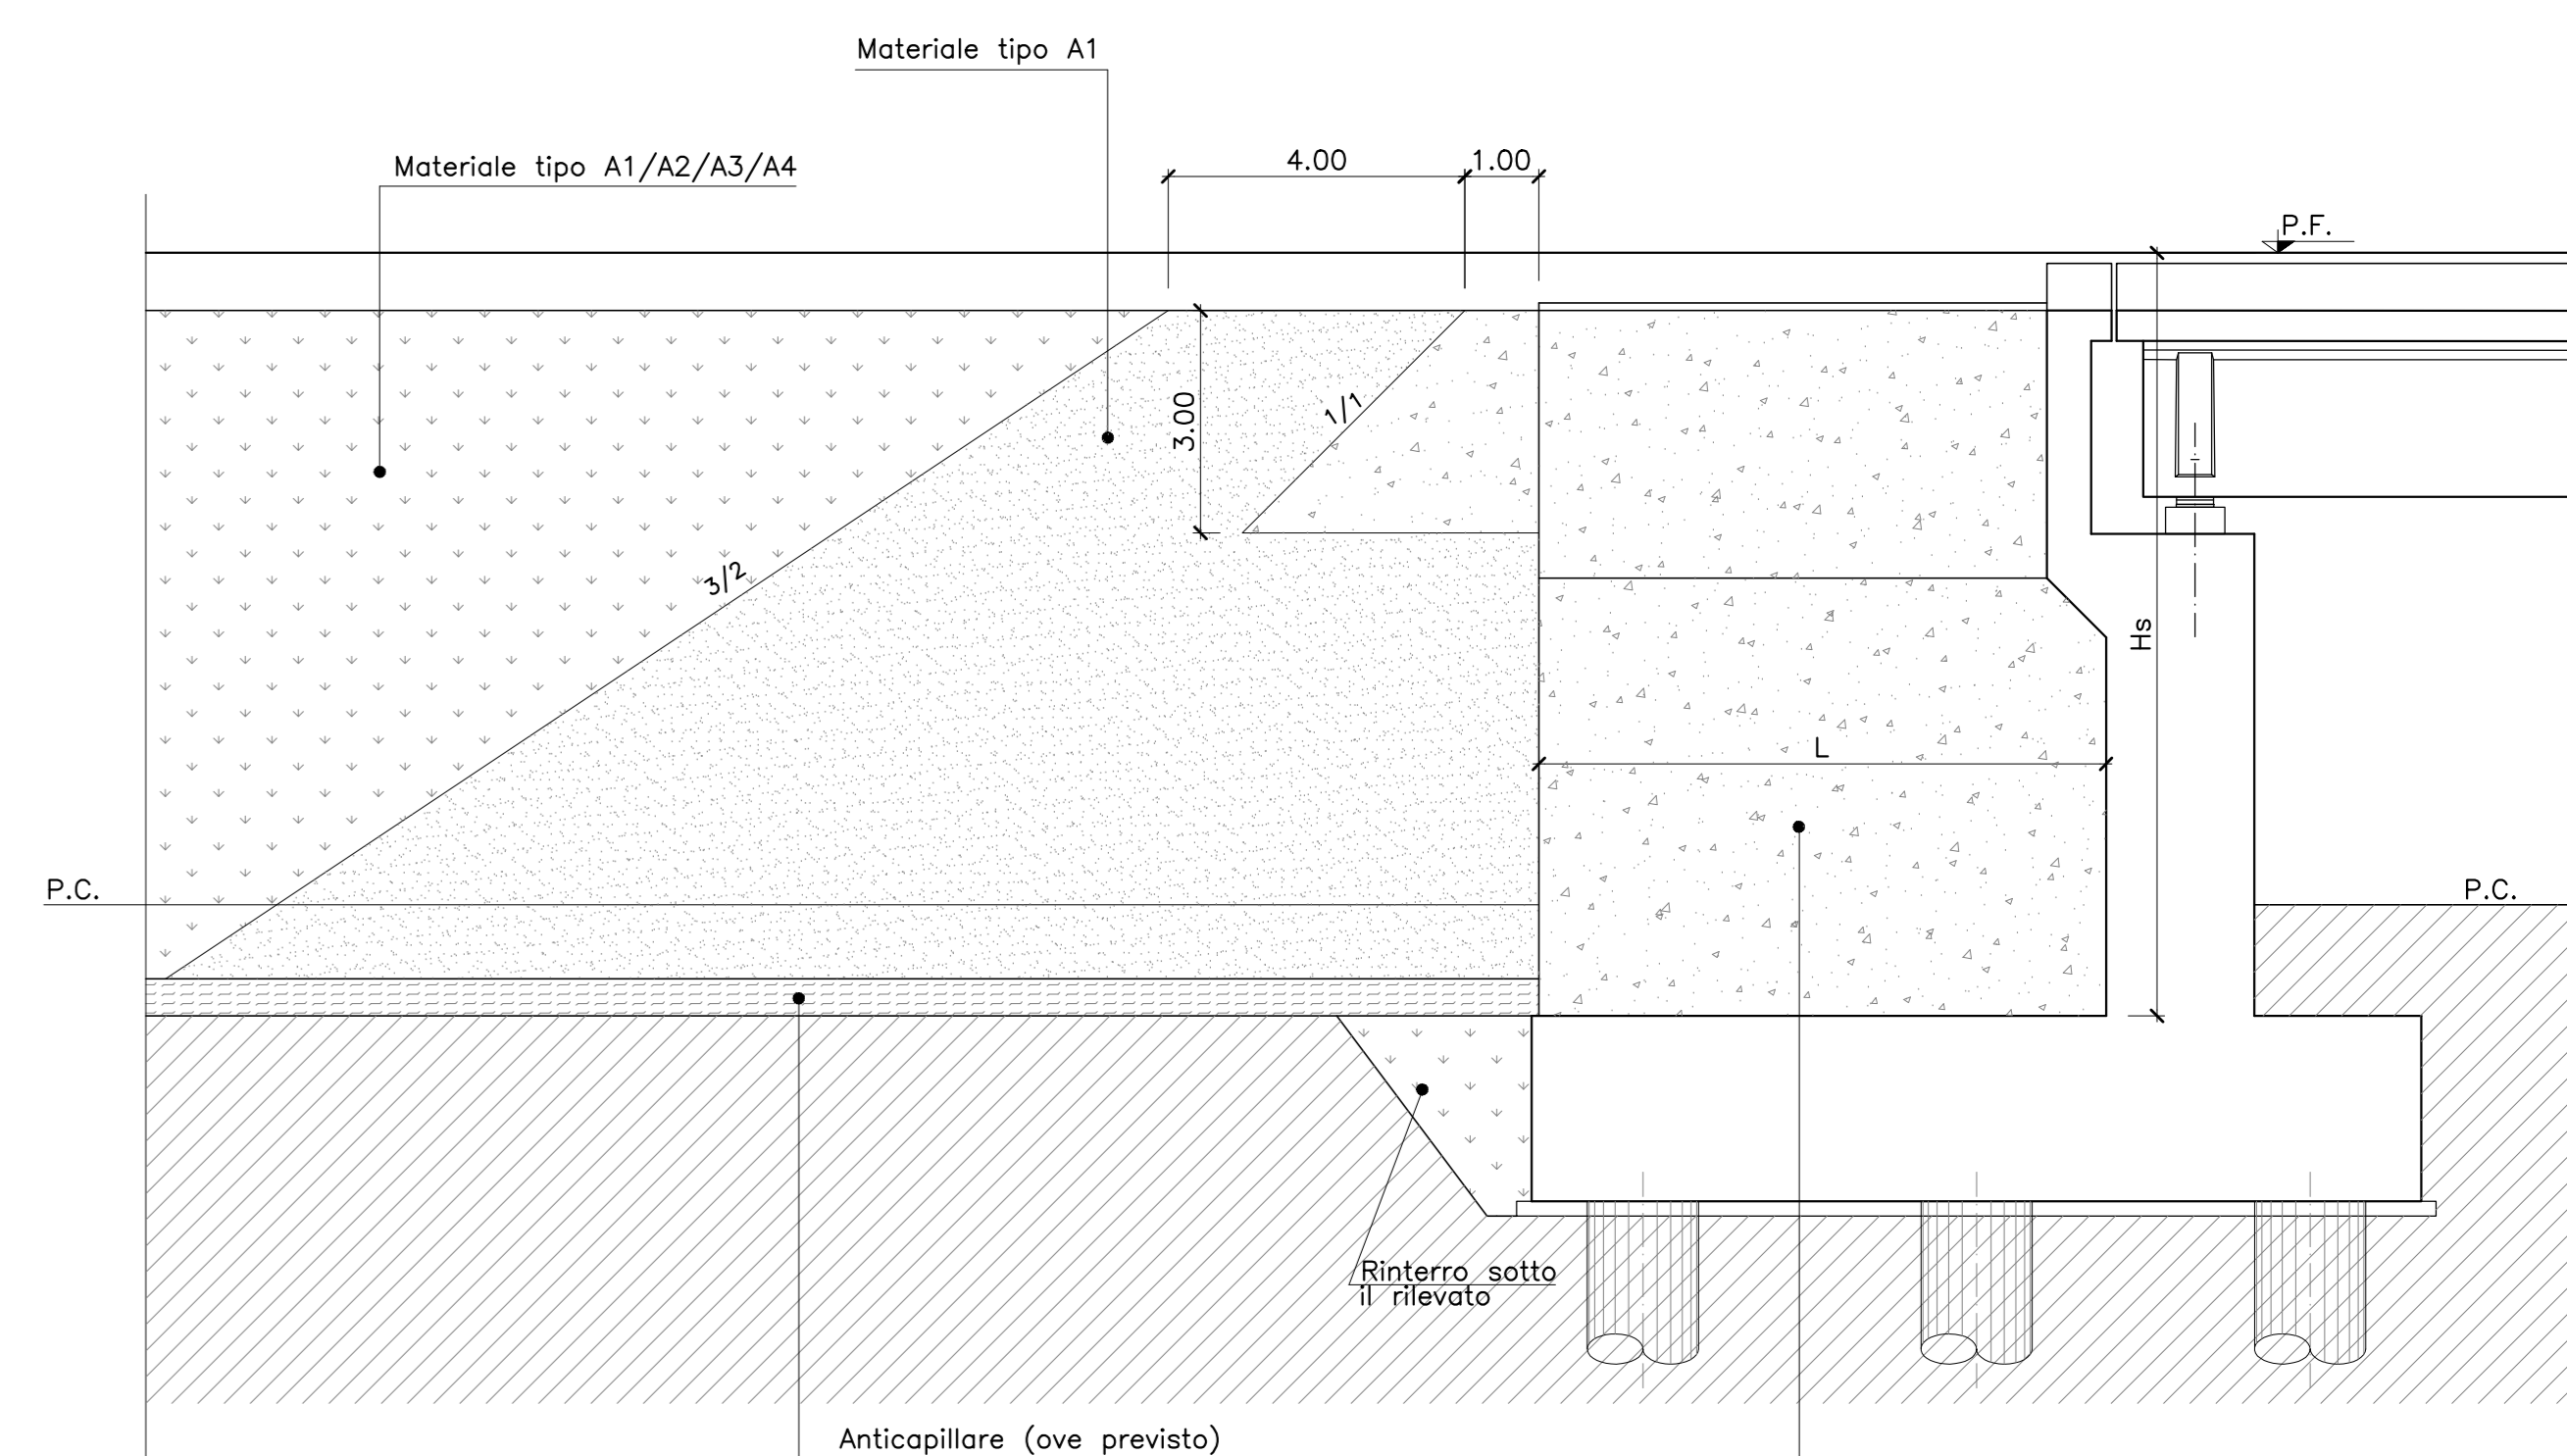 Materiale tipo A1
Materiale tipo A1/A2/A3/A4
4.00
1.00
P.F.
3.00
1/1
3/2
Hs
L
P.C.
P.C.
Rinterro sotto
il rilevato
Anticapillare (ove previsto)